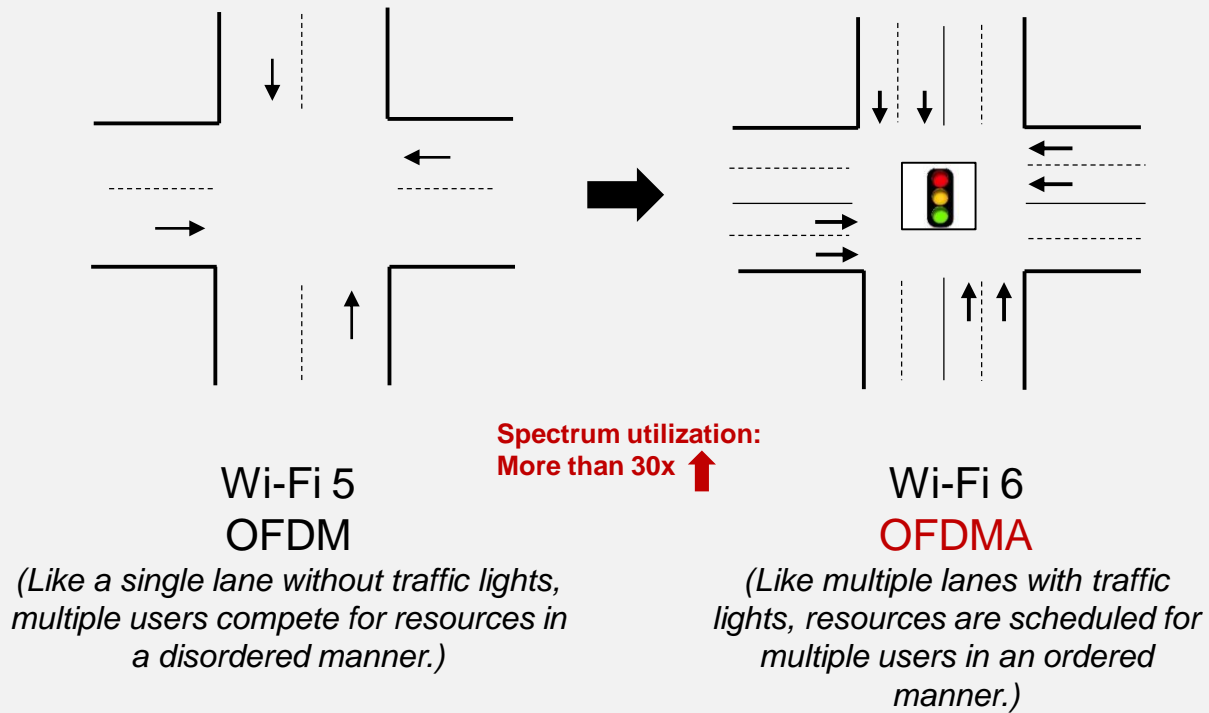 Spectrum utilization:
More than 30x
Wi-Fi 5
OFDM
(Like a single lane without traffic lights,
multiple users compete for resources in
a disordered manner.)
Wi-Fi 6
OFDMA
(Like multiple lanes with traffic
lights, resources are scheduled for
multiple users in an ordered
manner.)